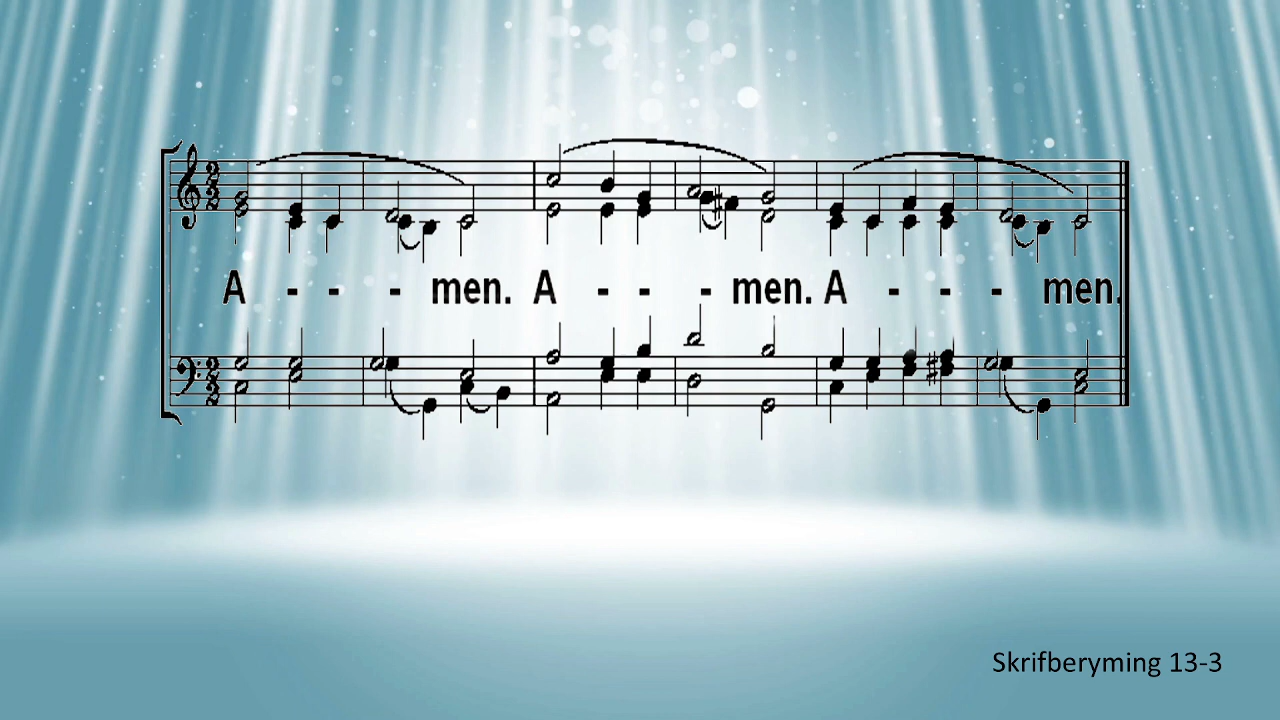 A - - - men. A - - - men. A - - - men.
Skrifberyming 13-3